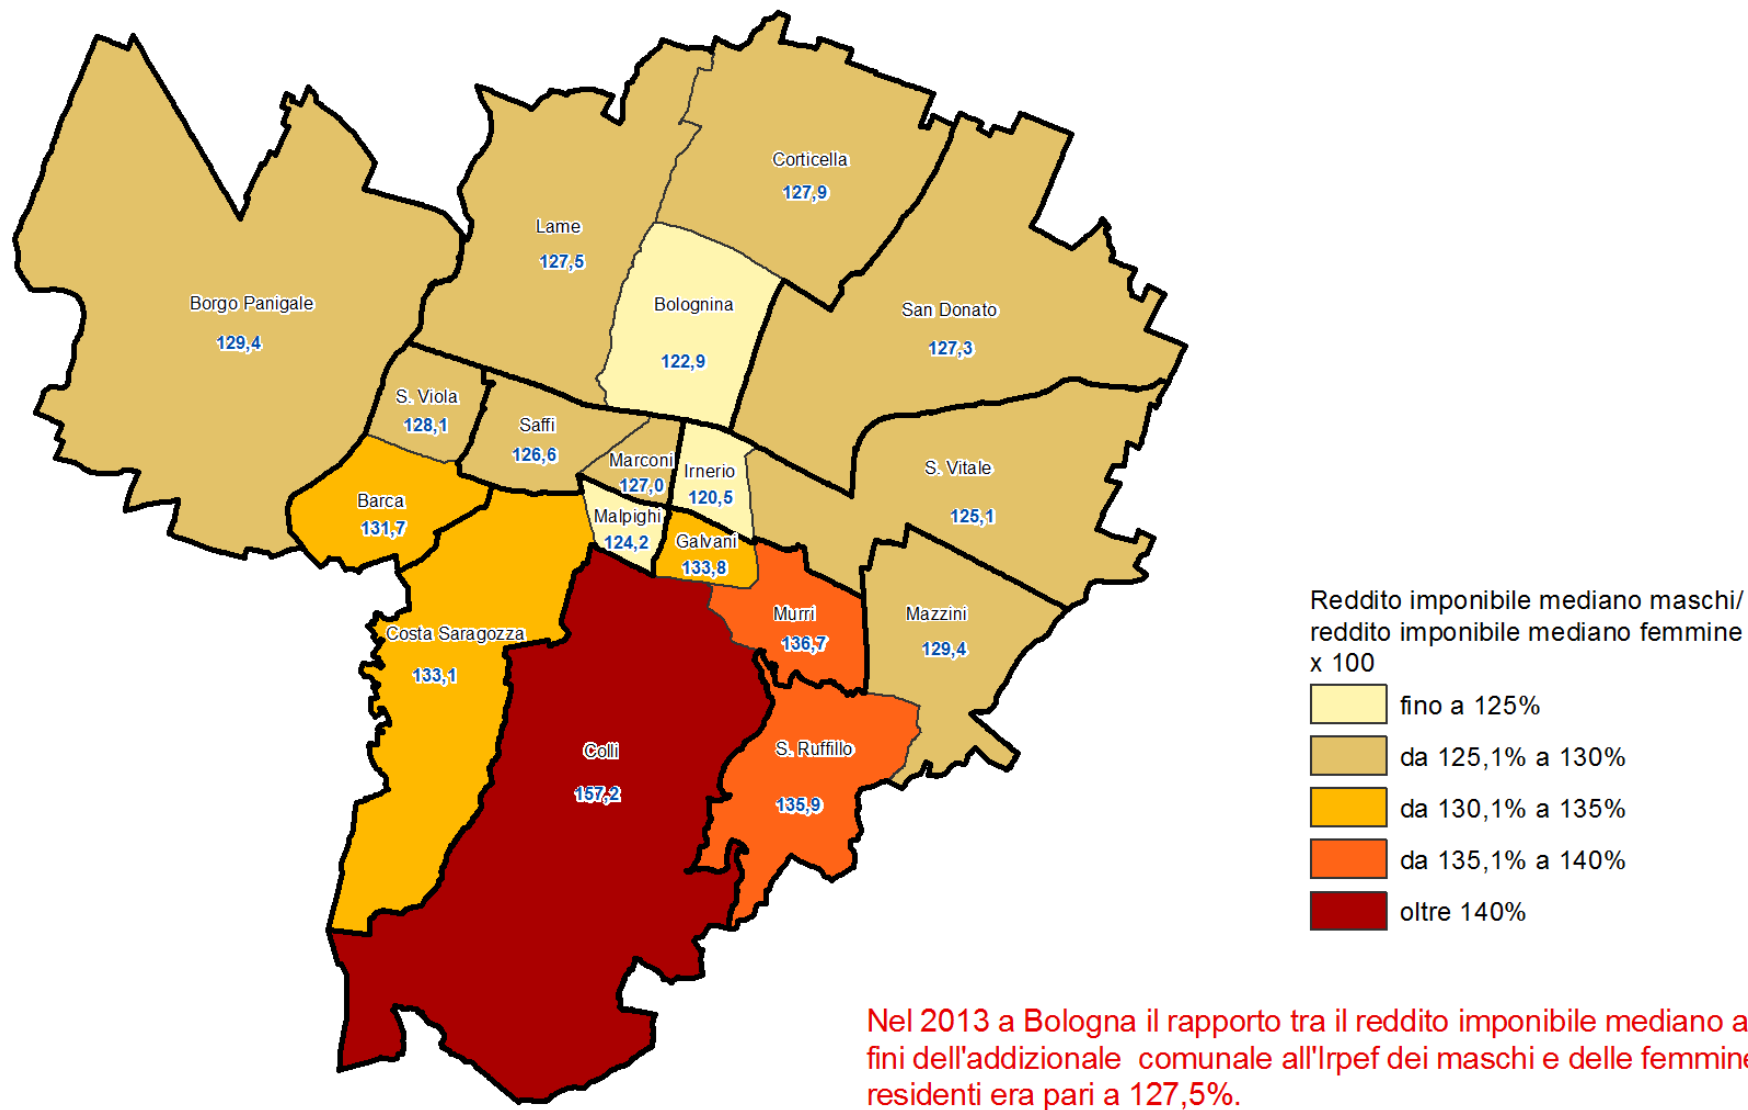 Corticella
127,9
Lame
127,5
Borgo Panigale
129,4
Bolognina
122,9
San Donato
127,3
S. Viola
128,1
Saffi
126,6
Marconi
127,0
Irnerio
120,5
S. Vitale
125,1
Barca
131,7
Malpighi
124,2
Galvani
133,8
Costa Saragozza
133,1
Murri
136,7
Mazzini
129,4
Colli
157,2
S. Ruffillo
135,9
Reddito imponibile mediano maschi/
reddito imponibile mediano femmine
x 100
fino a 125%
da 125,1% a 130%
da 130,1% a 135%
da 135,1% a 140%
oltre 140%
Nel 2013 a Bologna il rapporto tra il reddito imponibile mediano a
fini dell'addizionale comunale all'Irpef dei maschi e delle femmine
residenti era pari a 127,5%.